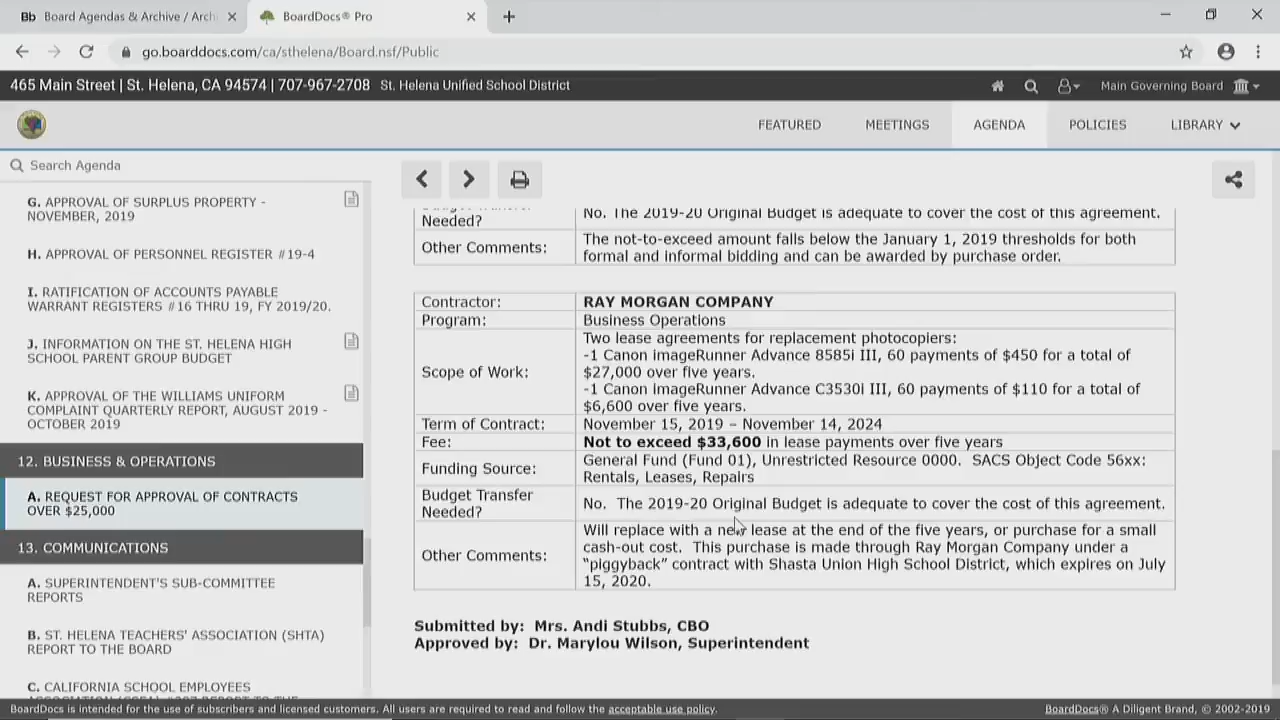 Bb Board Agendas & Archive / Arch
BoardDocs® Pro
go.boarddocs.com/ca/sthelena/Board.nsf/Public
465 Main Street | St. Helena, CA 94574 | 707-967-2708 St. Helena Unified School District
Main Governing Board
FEATURED MEETINGS AGENDA POLICIES LIBRARY
Search Agenda
G. APPROVAL OF SURPLUS PROPERTY -
NOVEMBER, 2019
H. APPROVAL OF PERSONNEL REGISTER #19-4
I. RATIFICATION OF ACCOUNTS PAYABLE
WARRANT REGISTERS #16 THRU 19, FY 2019/20.
J. INFORMATION ON THE ST. HELENA HIGH
SCHOOL PARENT GROUP BUDGET
K. APPROVAL OF THE WILLIAMS UNIFORM
COMPLAINT QUARTERLY REPORT, AUGUST 2019 -
OCTOBER 2019
12. BUSINESS & OPERATIONS
A. REQUEST FOR APPROVAL OF CONTRACTS
OVER $25,000
13. COMMUNICATIONS
A. SUPERINTENDENT'S SUB-COMMITTEE
REPORTS
B. ST. HELENA TEACHERS' ASSOCIATION (SHTA)
REPORT TO THE BOARD
C. CALIFORNIA SCHOOL EMPLOYEES
Needed?
No. The 2019-20 Original Budget is adequate to cover the cost of this agreement.
Other Comments:
The not-to-exceed amount falls below the January 1, 2019 thresholds for both
formal and informal bidding and can be awarded by purchase order.
Contractor: RAY MORGAN COMPANY
Program: Business Operations
Scope of Work:
Two lease agreements for replacement photocopiers:
-1 Canon imageRunner Advance 8585i III, 60 payments of $450 for a total of
$27,000 over five years.
-1 Canon imageRunner Advance C3530i III, 60 payments of $110 for a total of
$6,600 over five years.
Term of Contract: November 15, 2019 – November 14, 2024
Fee: Not to exceed $33,600 in lease payments over five years
Funding Source:
General Fund (Fund 01), Unrestricted Resource 0000. SACS Object Code 56xx:
Rentals, Leases, Repairs
Budget Transfer
Needed?
No. The 2019-20 Original Budget is adequate to cover the cost of this agreement.
Other Comments:
Will replace with a new lease at the end of the five years, or purchase for a small
cash-out cost. This purchase is made through Ray Morgan Company under a
"piggyback" contract with Shasta Union High School District, which expires on July
15, 2020.
Submitted by: Mrs. Andi Stubbs, CBO
Approved by: Dr. Marylou Wilson, Superintendent
BoardDocs is intended for the use of subscribers and licensed customers. All users are required to read and follow the acceptable use policy.
BoardDocs® A Diligent Brand, © 2002-2019